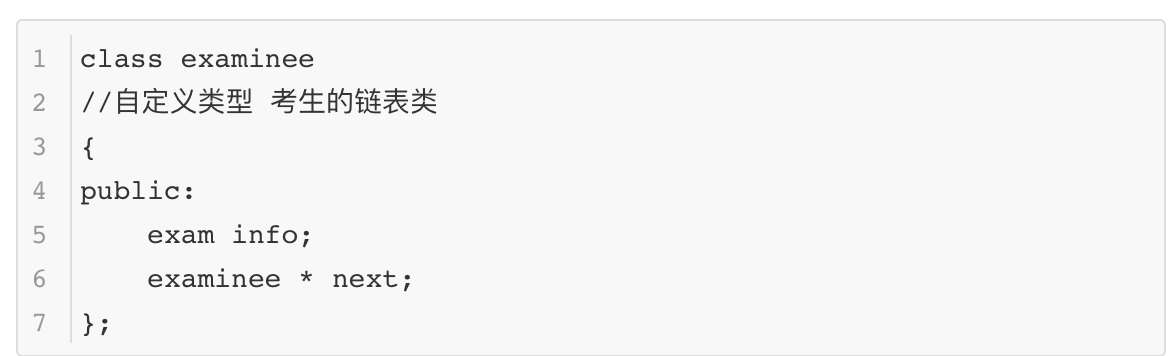 1 class examinee
2 //自定义类型 考生的链表类
3 {
4 public:
5     exam info;
6     examinee * next;
7 };